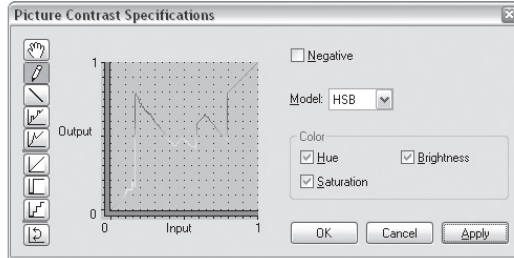 Picture Contrast Specifications
Negative
Model: HSB
Color
Hue
Brightness
Saturation
OK
Cancel
Apply
1
Output
0
0
Input
1